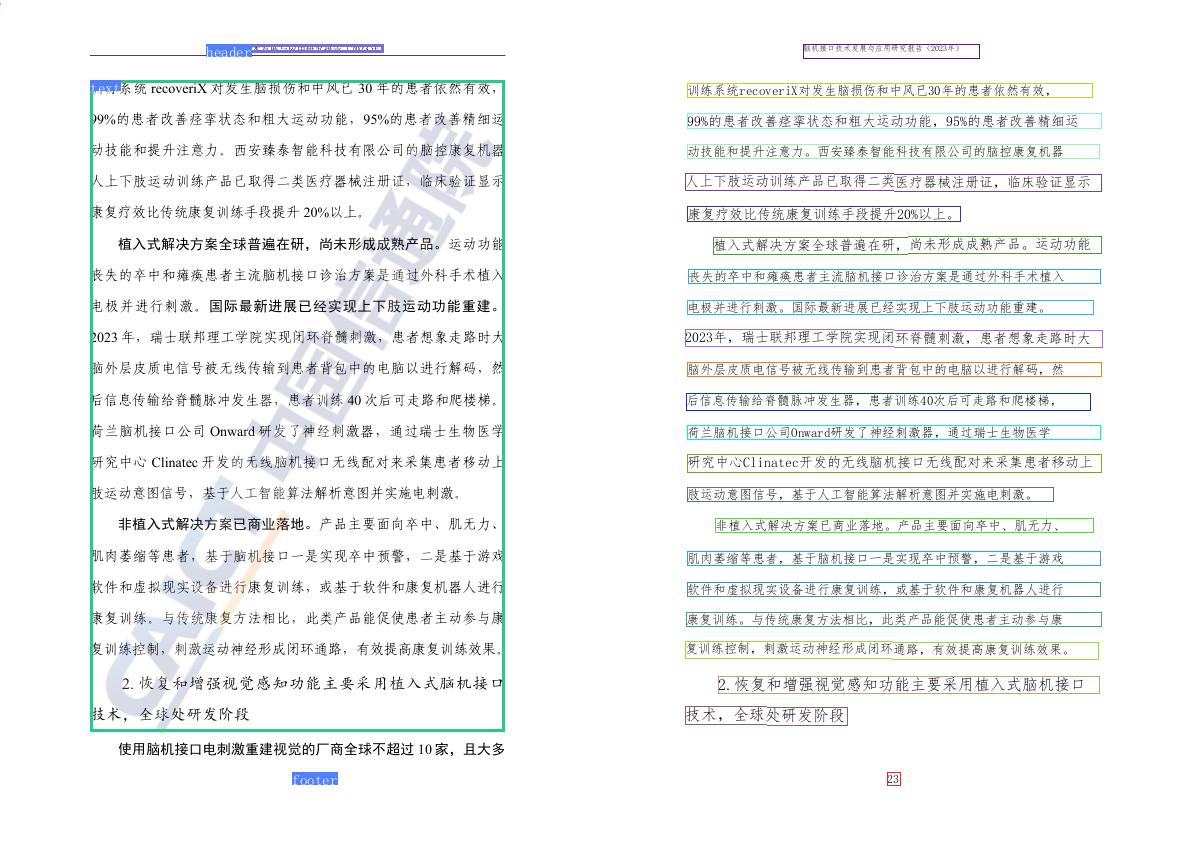 header
text
训练系统 recoveriX 对发生脑损伤和中风已 30 年的患者依然有效，
99%的患者改善痉挛状态和粗大运动功能，95%的患者改善精细运
动技能和提升注意力。西安臻泰智能科技有限公司的脑控康复机器
人上下肢运动训练产品已取得二类医疗器械注册证，临床验证显示
康复疗效比传统康复训练手段提升 20%以上。
植入式解决方案全球普遍在研，尚未形成成熟产品。运动功能
丧失的卒中和瘫痪患者主流脑机接口诊治方案是通过外科手术植入
电极并进行刺激。国际最新进展已经实现上下肢运动功能重建。
2023 年，瑞士联邦理工学院实现闭环脊髓刺激，患者想象走路时大
脑外层皮质电信号被无线传输到患者背包中的电脑以进行解码，然
后信息传输给脊髓脉冲发生器，患者训练 40 次后可走路和爬楼梯。
荷兰脑机接口公司 Onward 研发了神经刺激器，通过瑞士生物医学
研究中心 Clinatec 开发的无线脑机接口无线配对来采集患者移动上
肢运动意图信号，基于人工智能算法解析意图并实施电刺激。
非植入式解决方案已商业落地。产品主要面向卒中、肌无力、
肌肉萎缩等患者，基于脑机接口一是实现卒中预警，二是基于游戏
软件和虚拟现实设备进行康复训练，或基于软件和康复机器人进行
康复训练。与传统康复方法相比，此类产品能促使患者主动参与康
复训练控制，刺激运动神经形成闭环通路，有效提高康复训练效果。
2. 恢复和增强视觉感知功能主要采用植入式脑机接口
技术，全球处研发阶段
使用脑机接口电刺激重建视觉的厂商全球不超过 10 家，且大多
footer
CAICT 中国信通院
脑机接口技术发展与应用研究报告（2023年）
训练系统recoveriX对发生脑损伤和中风已30年的患者依然有效，
99%的患者改善痉挛状态和粗大运动功能，95%的患者改善精细运
动技能和提升注意力。西安臻泰智能科技有限公司的脑控康复机器
人上下肢运动训练产品已取得二类医疗器械注册证，临床验证显示
康复疗效比传统康复训练手段提升20%以上。
植入式解决方案全球普遍在研，尚未形成成熟产品。运动功能
丧失的卒中和瘫痪患者主流脑机接口诊治方案是通过外科手术植入
电极并进行刺激。国际最新进展已经实现上下肢运动功能重建。
2023年，瑞士联邦理工学院实现闭环脊髓刺激，患者想象走路时大
脑外层皮质电信号被无线传输到患者背包中的电脑以进行解码，然
后信息传输给脊髓脉冲发生器，患者训练40次后可走路和爬楼梯，
荷兰脑机接口公司Onward研发了神经刺激器，通过瑞士生物医学
研究中心Clinatec开发的无线脑机接口无线配对来采集患者移动上
肢运动意图信号，基于人工智能算法解析意图并实施电刺激。
非植入式解决方案已商业落地。产品主要面向卒中、肌无力、
肌肉萎缩等患者，基于脑机接口一是实现卒中预警，二是基于游戏
软件和虚拟现实设备进行康复训练，或基于软件和康复机器人进行
康复训练。与传统康复方法相比，此类产品能促使患者主动参与康
复训练控制，刺激运动神经形成闭环通路，有效提高康复训练效果。
2. 恢复和增强视觉感知功能主要采用植入式脑机接口
技术，全球处研发阶段
23